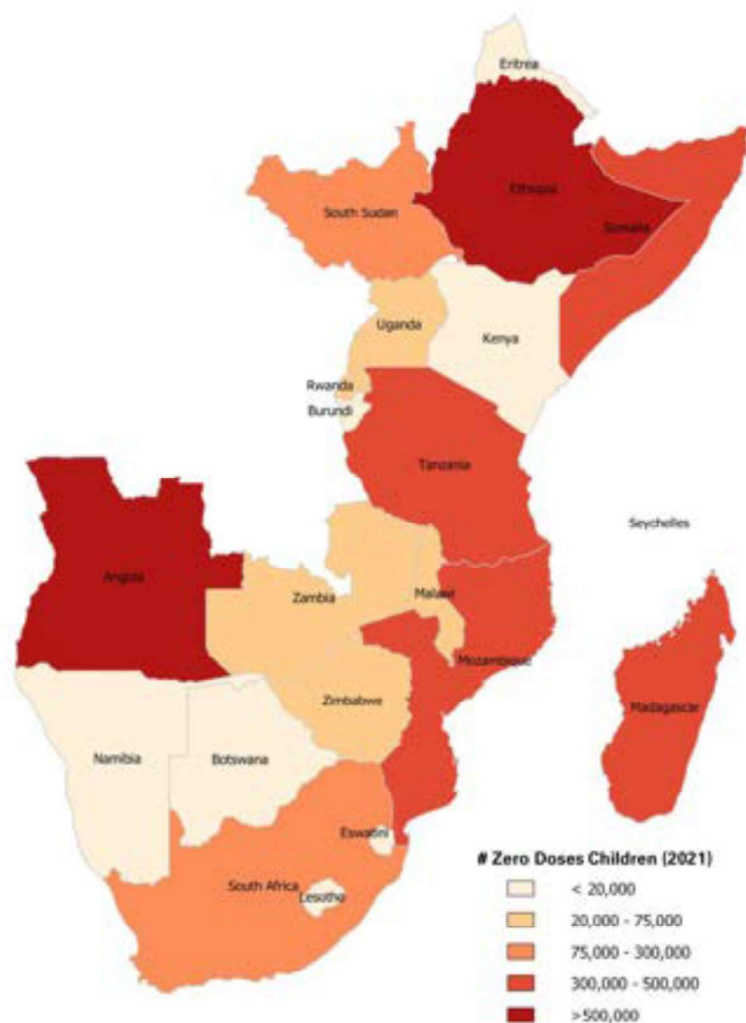 Eritrea
Ethiopia
South Sudan
Somalia
Uganda
Kenya
Rwanda
Burundi
Tanzania
Seychelles
Angola
Zambia
Malawi
Mozambique
Zimbabwe
Madagascar
Namibia
Botswana
Eswatini
South Africa
Lesotho
# Zero Doses Children (2021)
< 20,000
20,000 - 75,000
75,000 - 300,000
300,000 - 500,000
>500,000